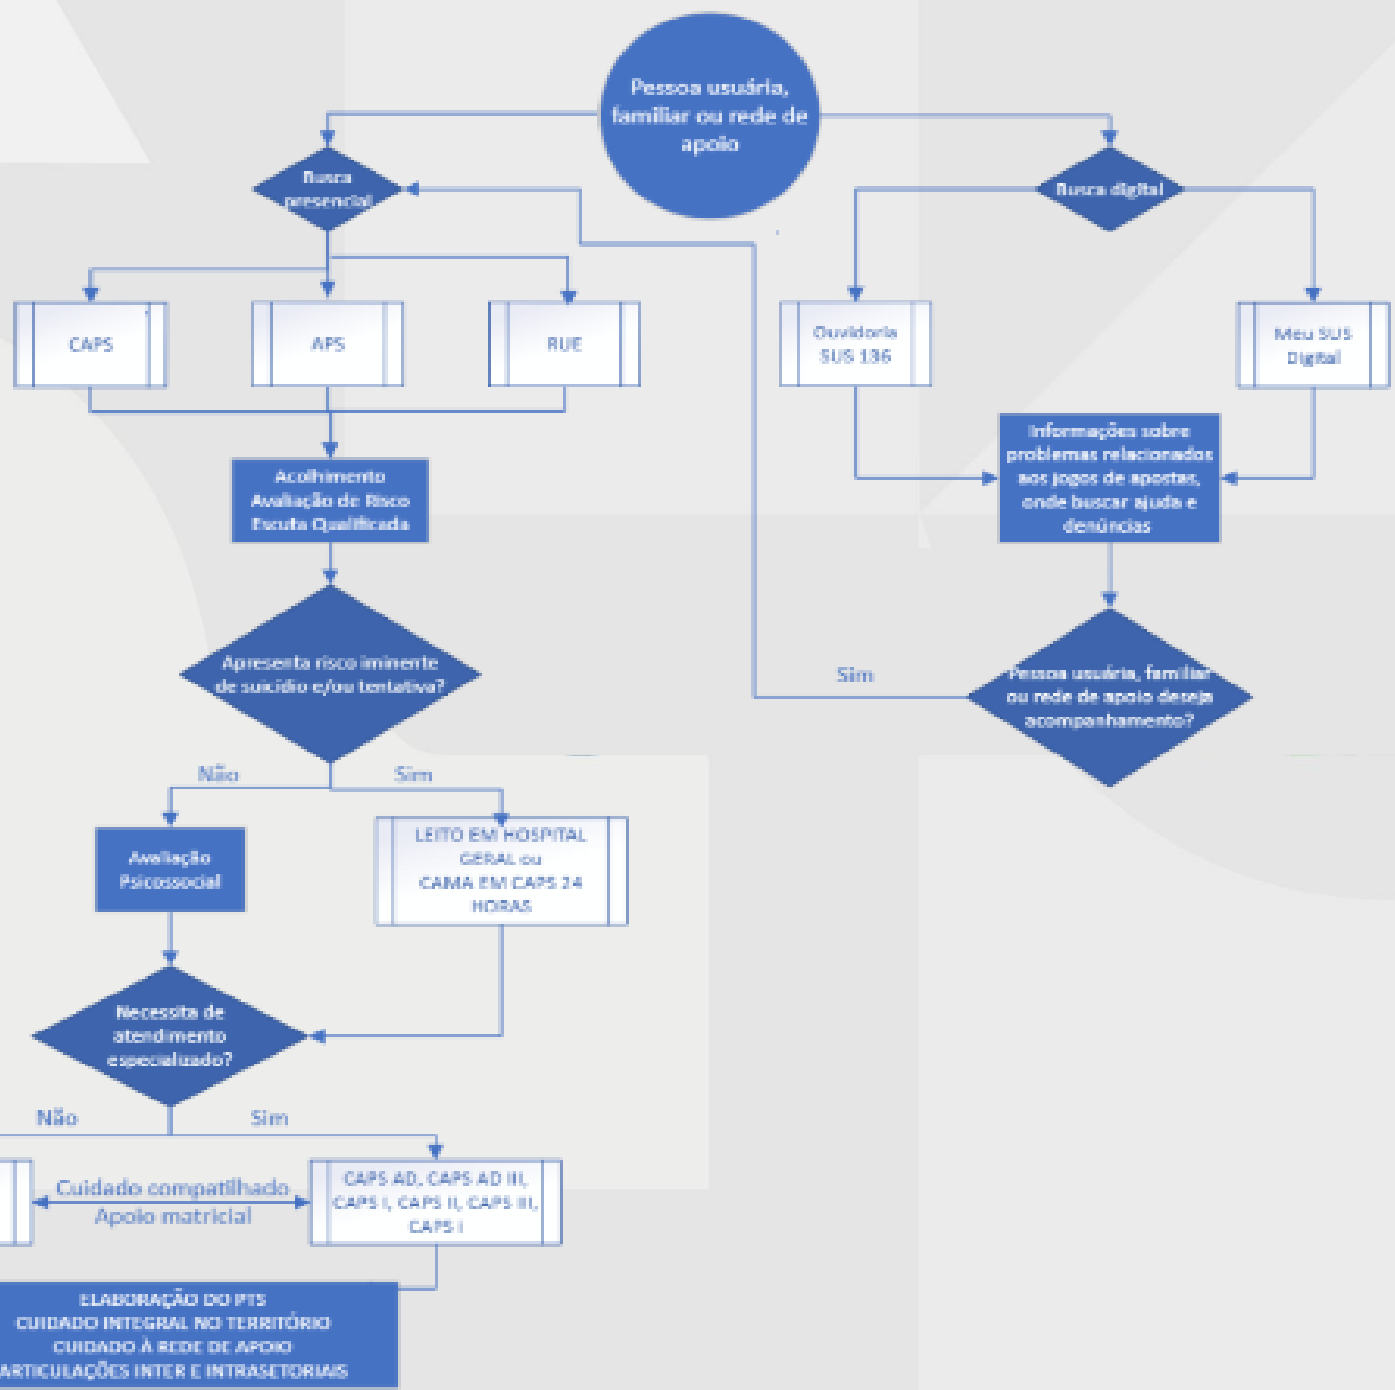 Pessoa usuária,
familiar ou rede de
apoio
Busca
presencial
Busca digital
CAPS
APS
RUE
Ouvidoria
SUS 136
Meu SUS
Digital
Acolhimento
Avaliação de Risco
Escuta Qualificada
Informações sobre
problemas relacionados
aos jogos de apostas,
onde buscar ajuda e
denúncias
Apresenta risco iminente
de suicídio e/ou tentativa?
Sim
Pessoa usuária, familiar
ou rede de apoio deseja
acompanhamento?
Não
Sim
Avaliação
Psicossocial
LEITO EM HOSPITAL
GERAL ou
CAMA EM CAPS 24
HORAS
Necessita de
atendimento
especializado?
Não
Sim
Cuidado compatilhado
Apoio matricial
CAPS AD, CAPS AD III,
CAPS I, CAPS II, CAPS III,
CAPS i
ELABORAÇÃO DO PTS
CUIDADO INTEGRAL NO TERRITÓRIO
CUIDADO À REDE DE APOIO
ARTICULAÇÕES INTER E INTRASETORIAIS